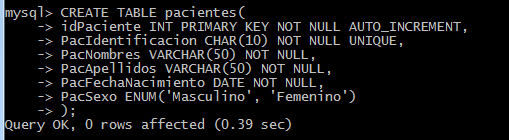 mysql> CREATE TABLE pacientes(
-> idPaciente INT PRIMARY KEY NOT NULL AUTO_INCREMENT,
-> PacIdentificacion CHAR(10) NOT NULL UNIQUE,
-> PacNombres VARCHAR(50) NOT NULL,
-> PacApellidos VARCHAR(50) NOT NULL,
-> PacFechaNacimiento DATE NOT NULL,
-> PacSexo ENUM('Masculino', 'Femenino')
-> );
Query OK, 0 rows affected (0.39 sec)